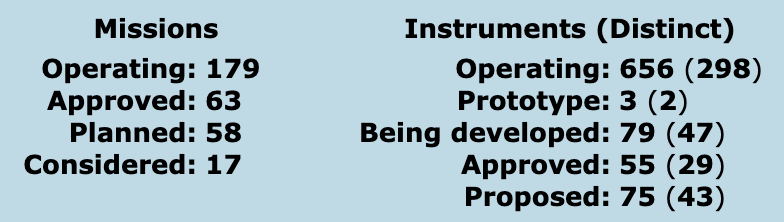 Missions
Operating: 179
Approved: 63
Planned: 58
Considered: 17
Instruments (Distinct)
Operating: 656 (298)
Prototype: 3 (2)
Being developed: 79 (47)
Approved: 55 (29)
Proposed: 75 (43)